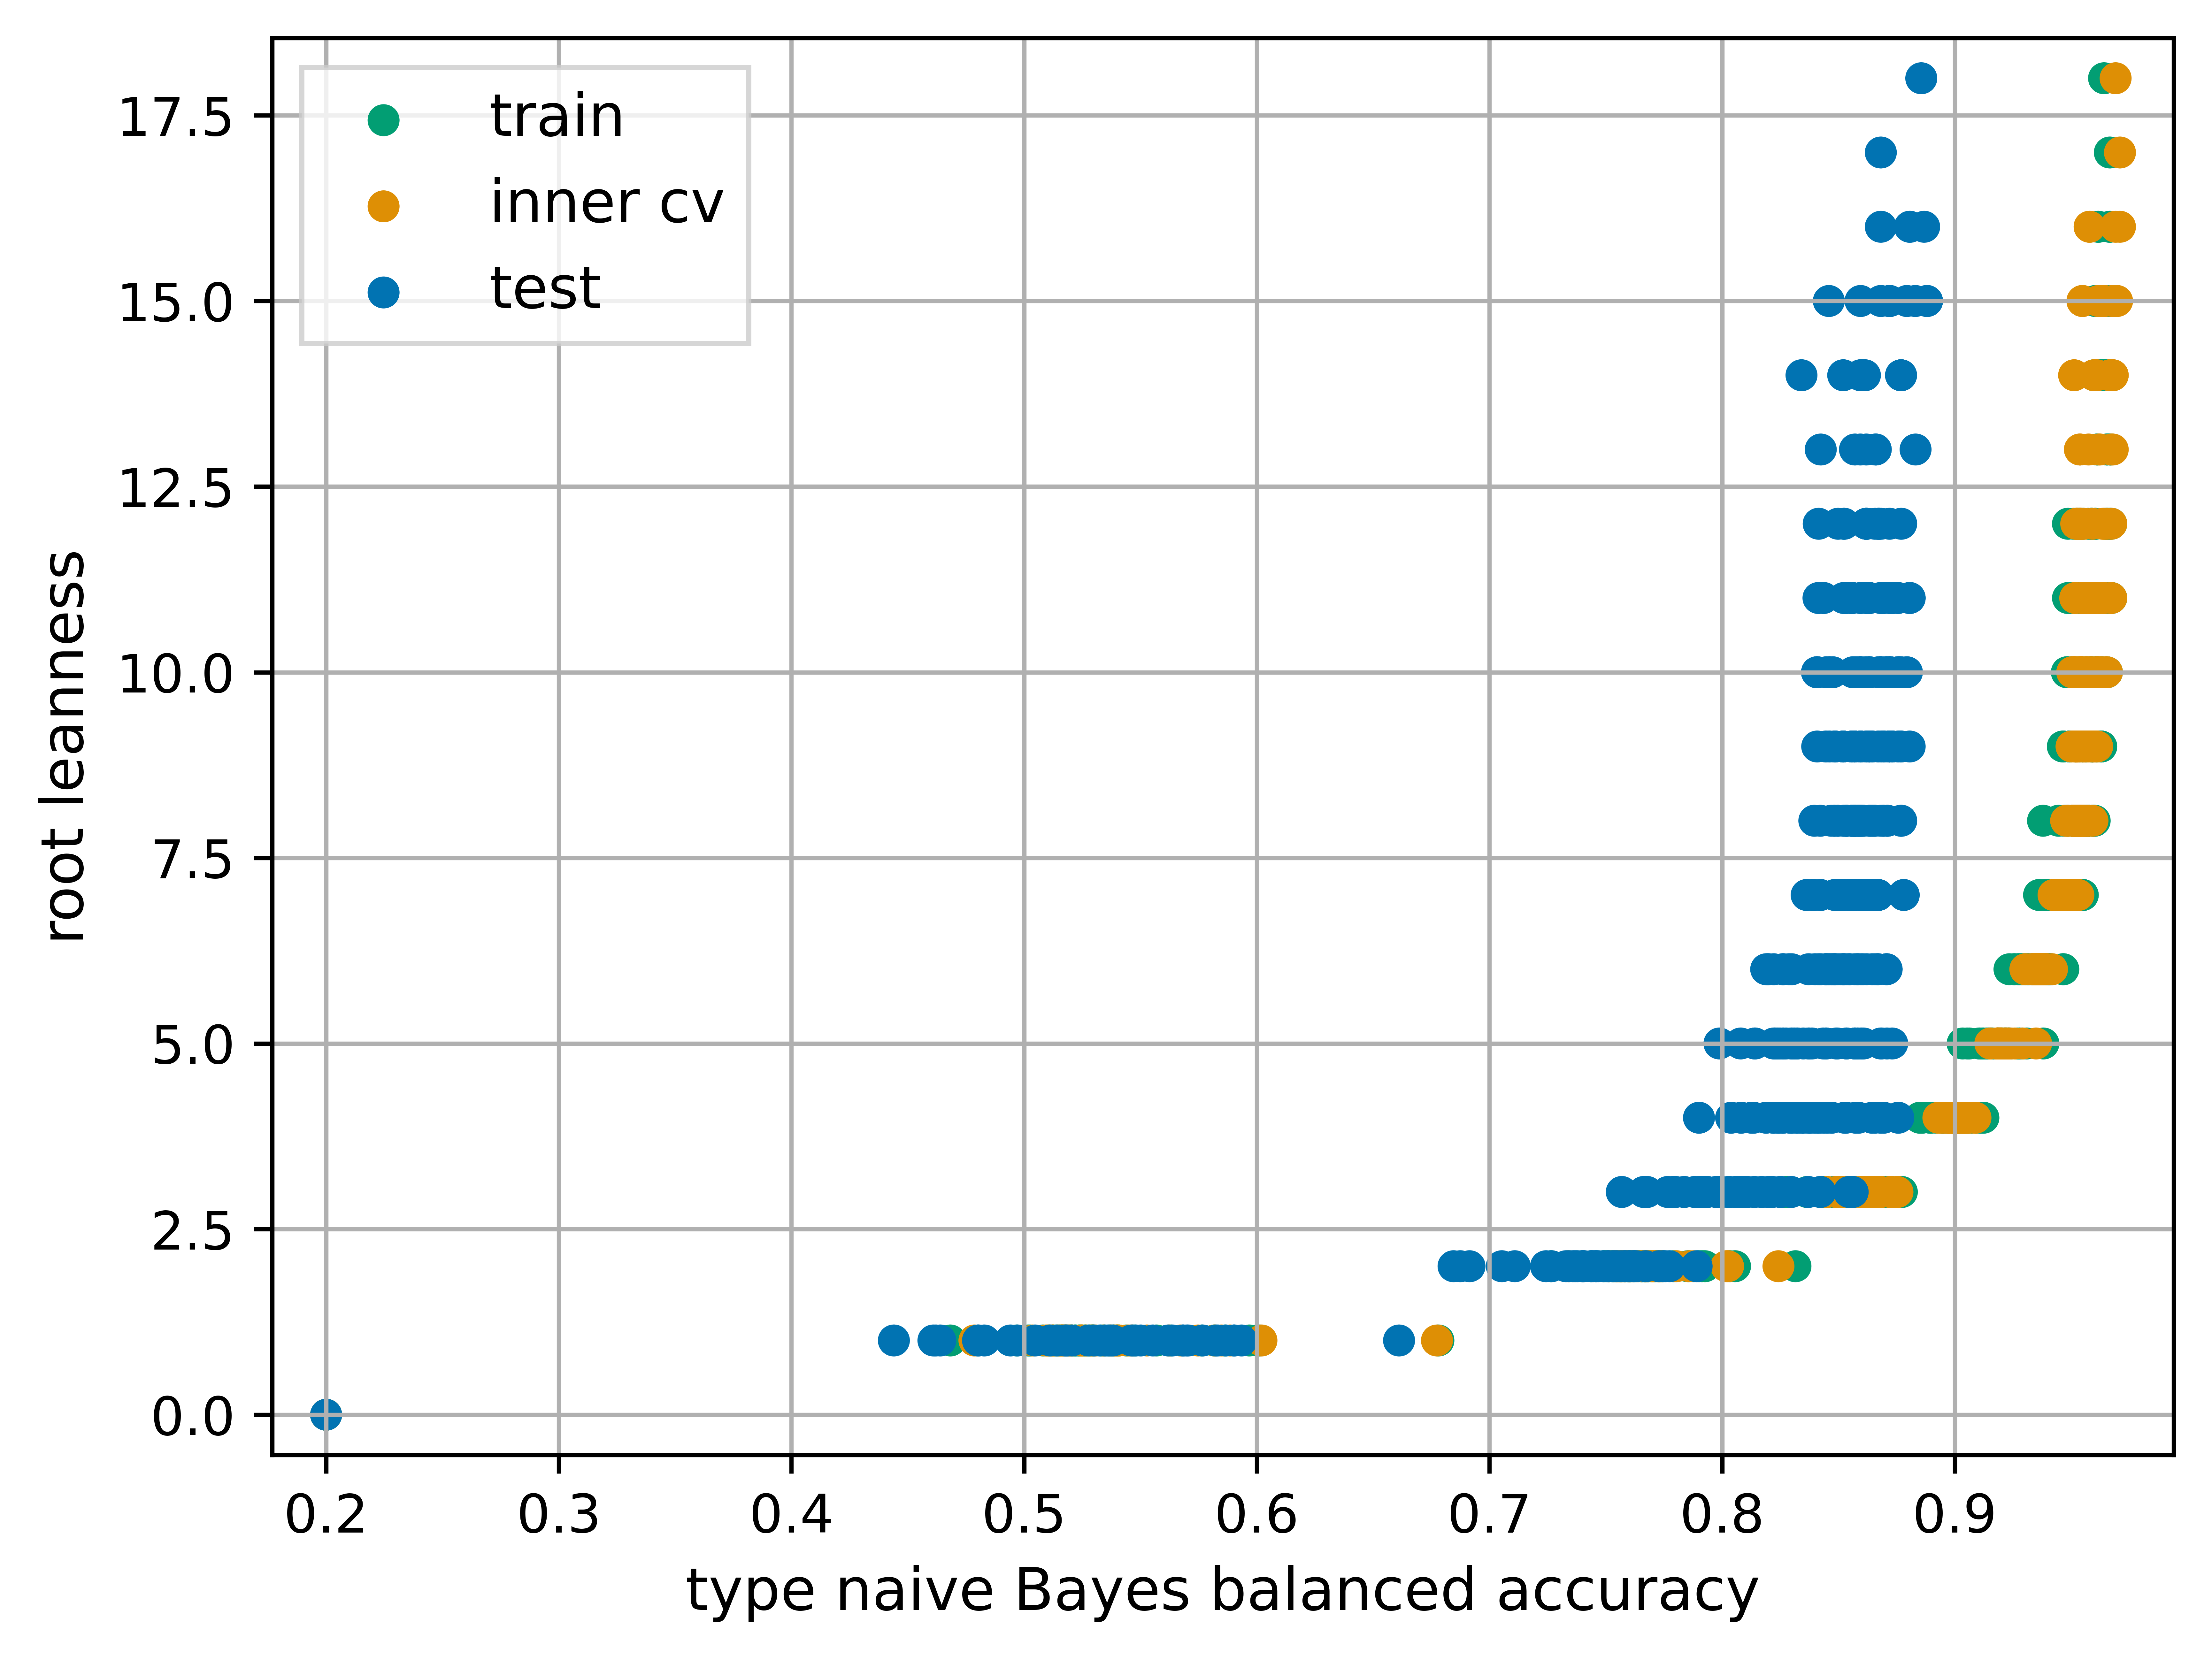 train
inner cv
test
17.5
15.0
12.5
10.0
7.5
5.0
2.5
0.0
root leanness
0.2 0.3 0.4 0.5 0.6 0.7 0.8 0.9
type naive Bayes balanced accuracy